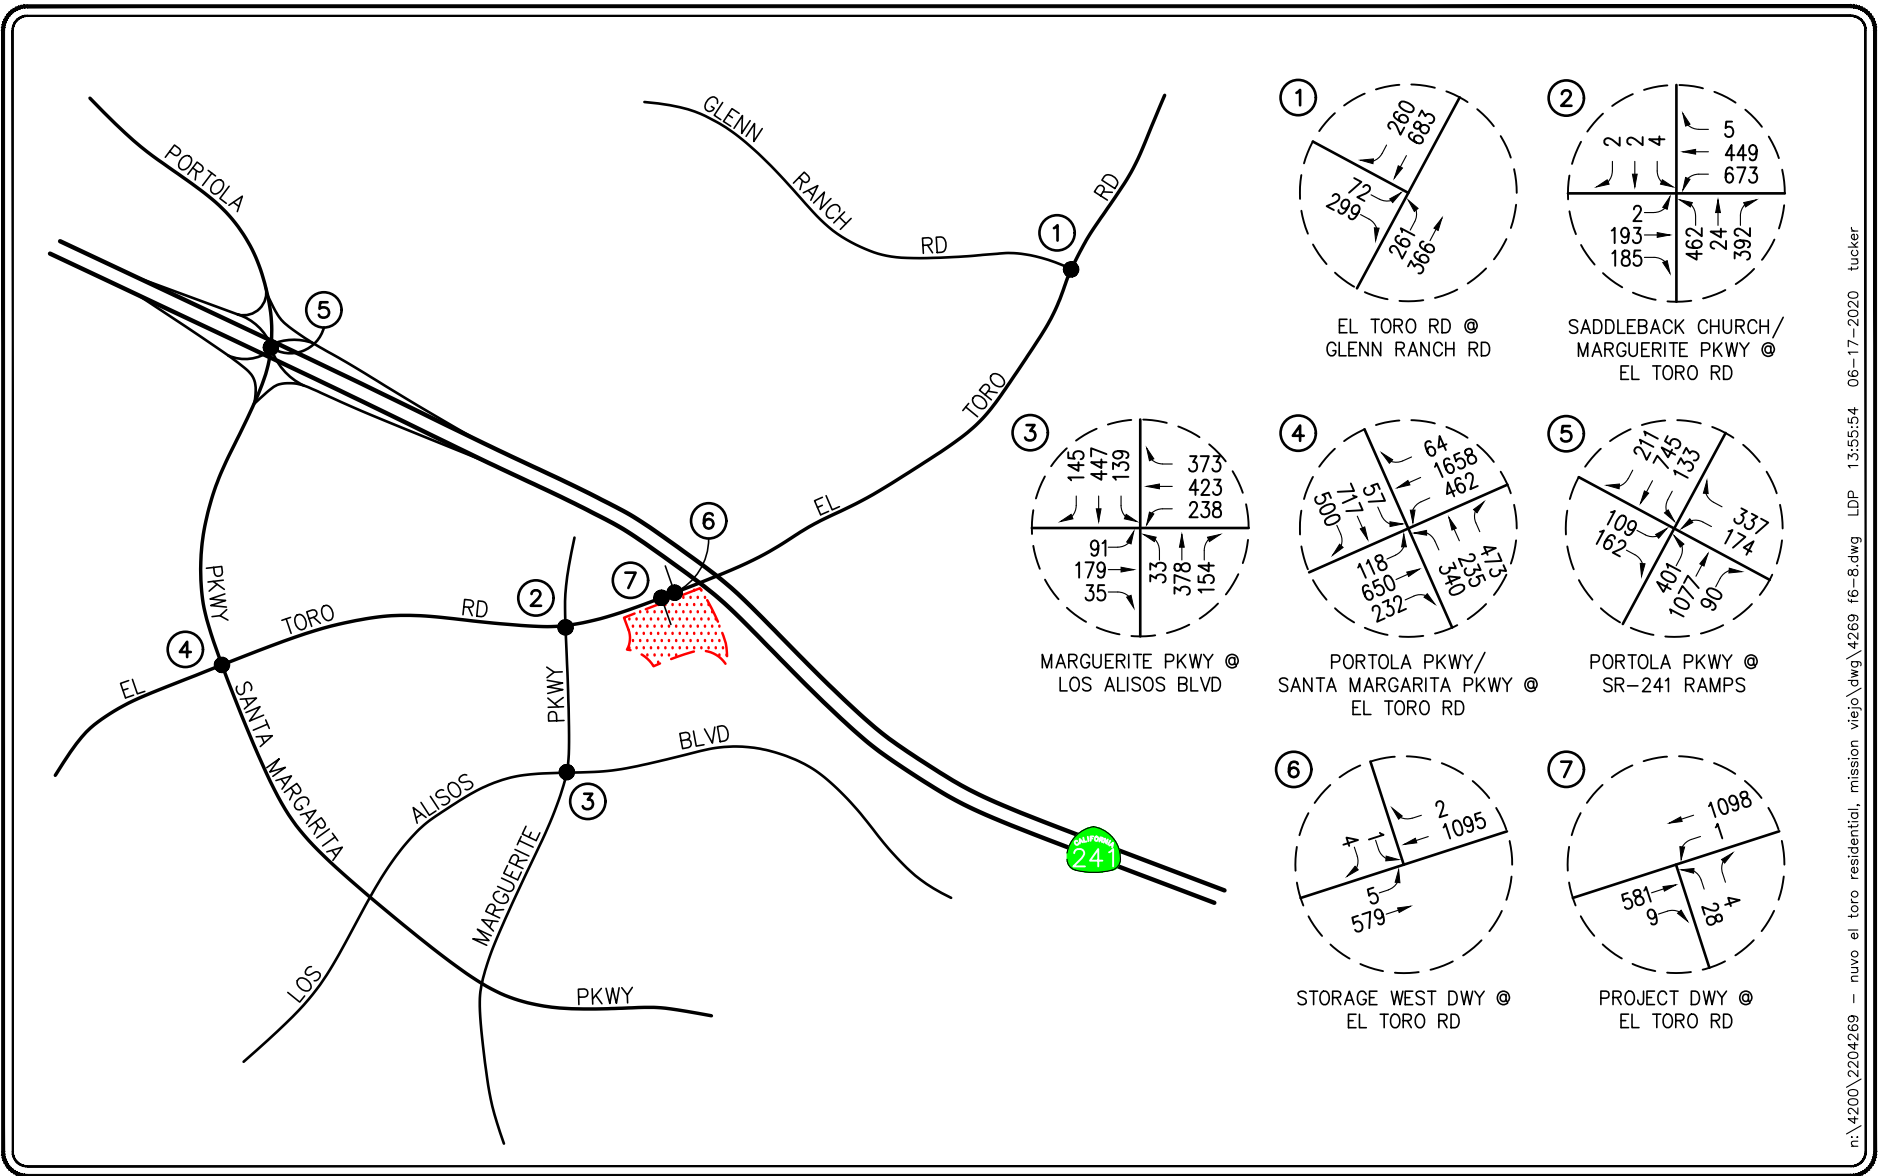 PORTOLA
PKWY
GLENN
RANCH
RD
RD
TORO
EL
EL
TORO
RD
SANTA
MARGARITA
PKWY
PKWY
MARGUERITE
LOS
ALISOS
BLVD
CALIFORNIA
241
1
2
3
4
5
6
7
1
260
683
72
299
261
366
EL TORO RD @
GLENN RANCH RD
2
2
2
4
5
449
673
2
193
185
462
24
392
SADDLEBACK CHURCH/
MARGUERITE PKWY @
EL TORO RD
3
145
447
139
373
423
238
91
179
35
33
378
154
MARGUERITE PKWY @
LOS ALISOS BLVD
4
500
717
57
64
1658
462
118
650
232
340
235
473
PORTOLA PKWY/
SANTA MARGARITA PKWY @
EL TORO RD
5
211
745
133
337
174
109
162
401
1077
90
PORTOLA PKWY @
SR-241 RAMPS
6
4
1
2
1095
5
579
STORAGE WEST DWY @
EL TORO RD
7
1098
1
581
9
28
4
PROJECT DWY @
EL TORO RD
n:\4200\2204269 - nuvo el toro residential, mission viejo\dwg\4269 f6-8.dwg LDP 13:55:54 06-17-2020 tucker